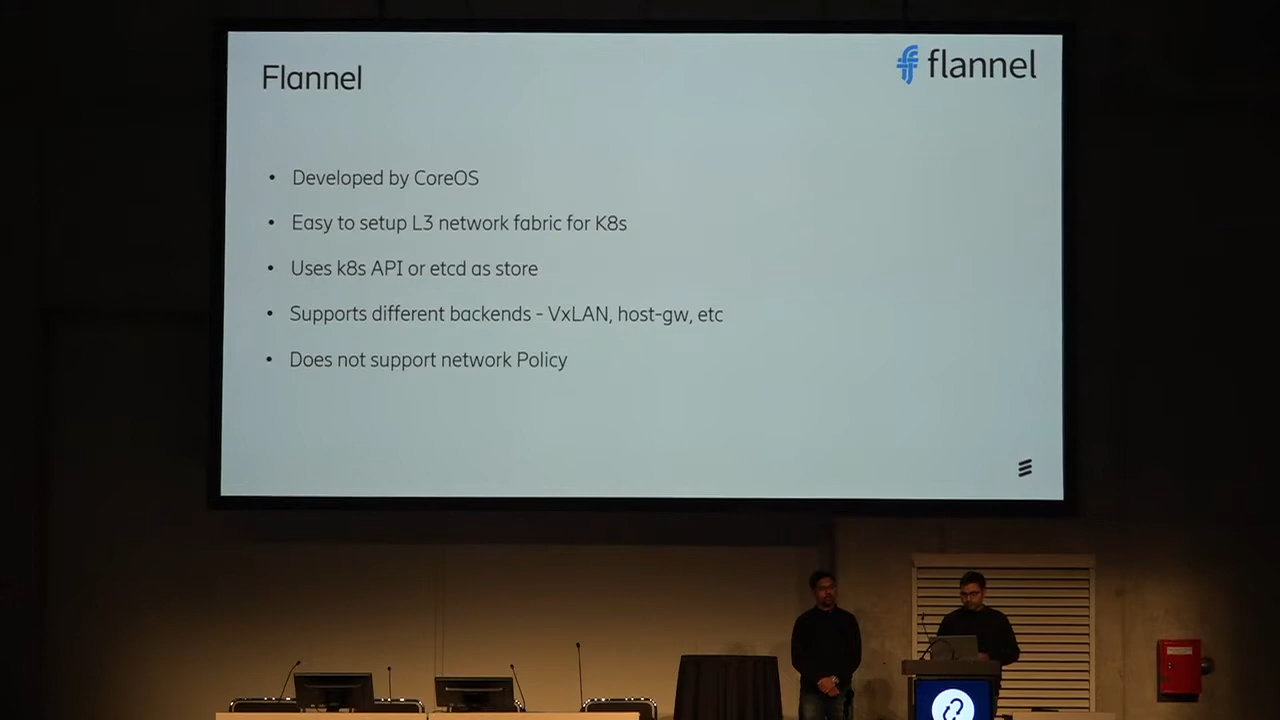 Flannel
flannel
• Developed by CoreOS
• Easy to setup L3 network fabric for K8s
• Uses k8s API or etcd as store
• Supports different backends - VxLAN, host-gw, etc
• Does not support network Policy